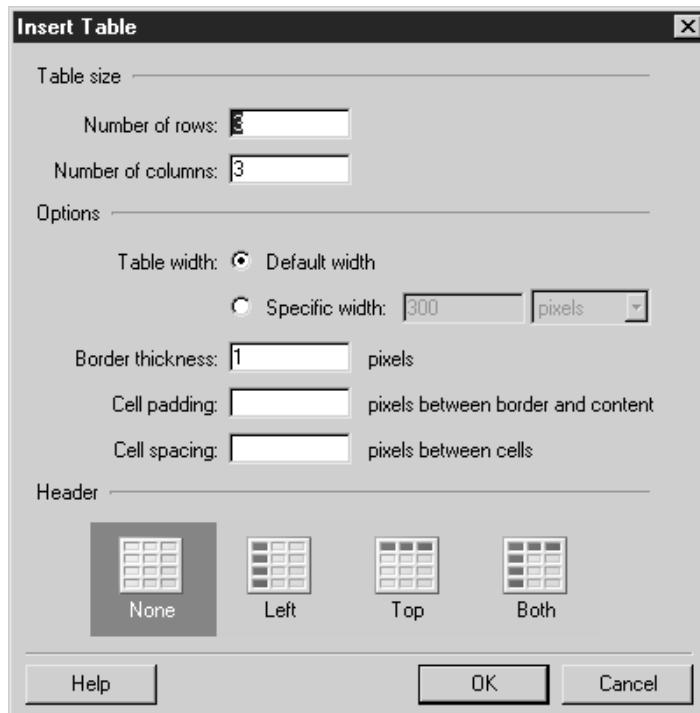 Insert Table
Table size
Number of rows: 3
Number of columns: 3
Options
Table width: Default width
Specific width: 300 pixels
Border thickness: 1 pixels
Cell padding: pixels between border and content
Cell spacing: pixels between cells
Header
None Left Top Both
Help OK Cancel